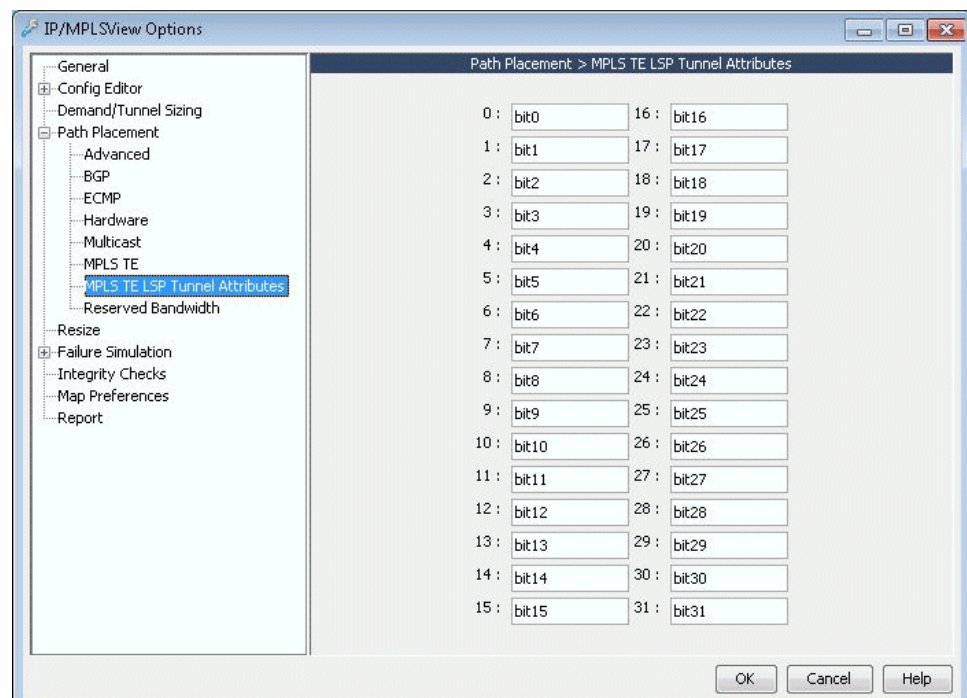 IP/MPLSView Options
General
Config Editor
Demand/Tunnel Sizing
Path Placement
Advanced
BGP
ECMP
Hardware
Multicast
MPLS TE
MPLS TE LSP Tunnel Attributes
Reserved Bandwidth
Resize
Failure Simulation
Integrity Checks
Map Preferences
Report
Path Placement > MPLS TE LSP Tunnel Attributes
0 : bit0 16 : bit16
1 : bit1 17 : bit17
2 : bit2 18 : bit18
3 : bit3 19 : bit19
4 : bit4 20 : bit20
5 : bit5 21 : bit21
6 : bit6 22 : bit22
7 : bit7 23 : bit23
8 : bit8 24 : bit24
9 : bit9 25 : bit25
10 : bit10 26 : bit26
11 : bit11 27 : bit27
12 : bit12 28 : bit28
13 : bit13 29 : bit29
14 : bit14 30 : bit30
15 : bit15 31 : bit31
OK Cancel Help